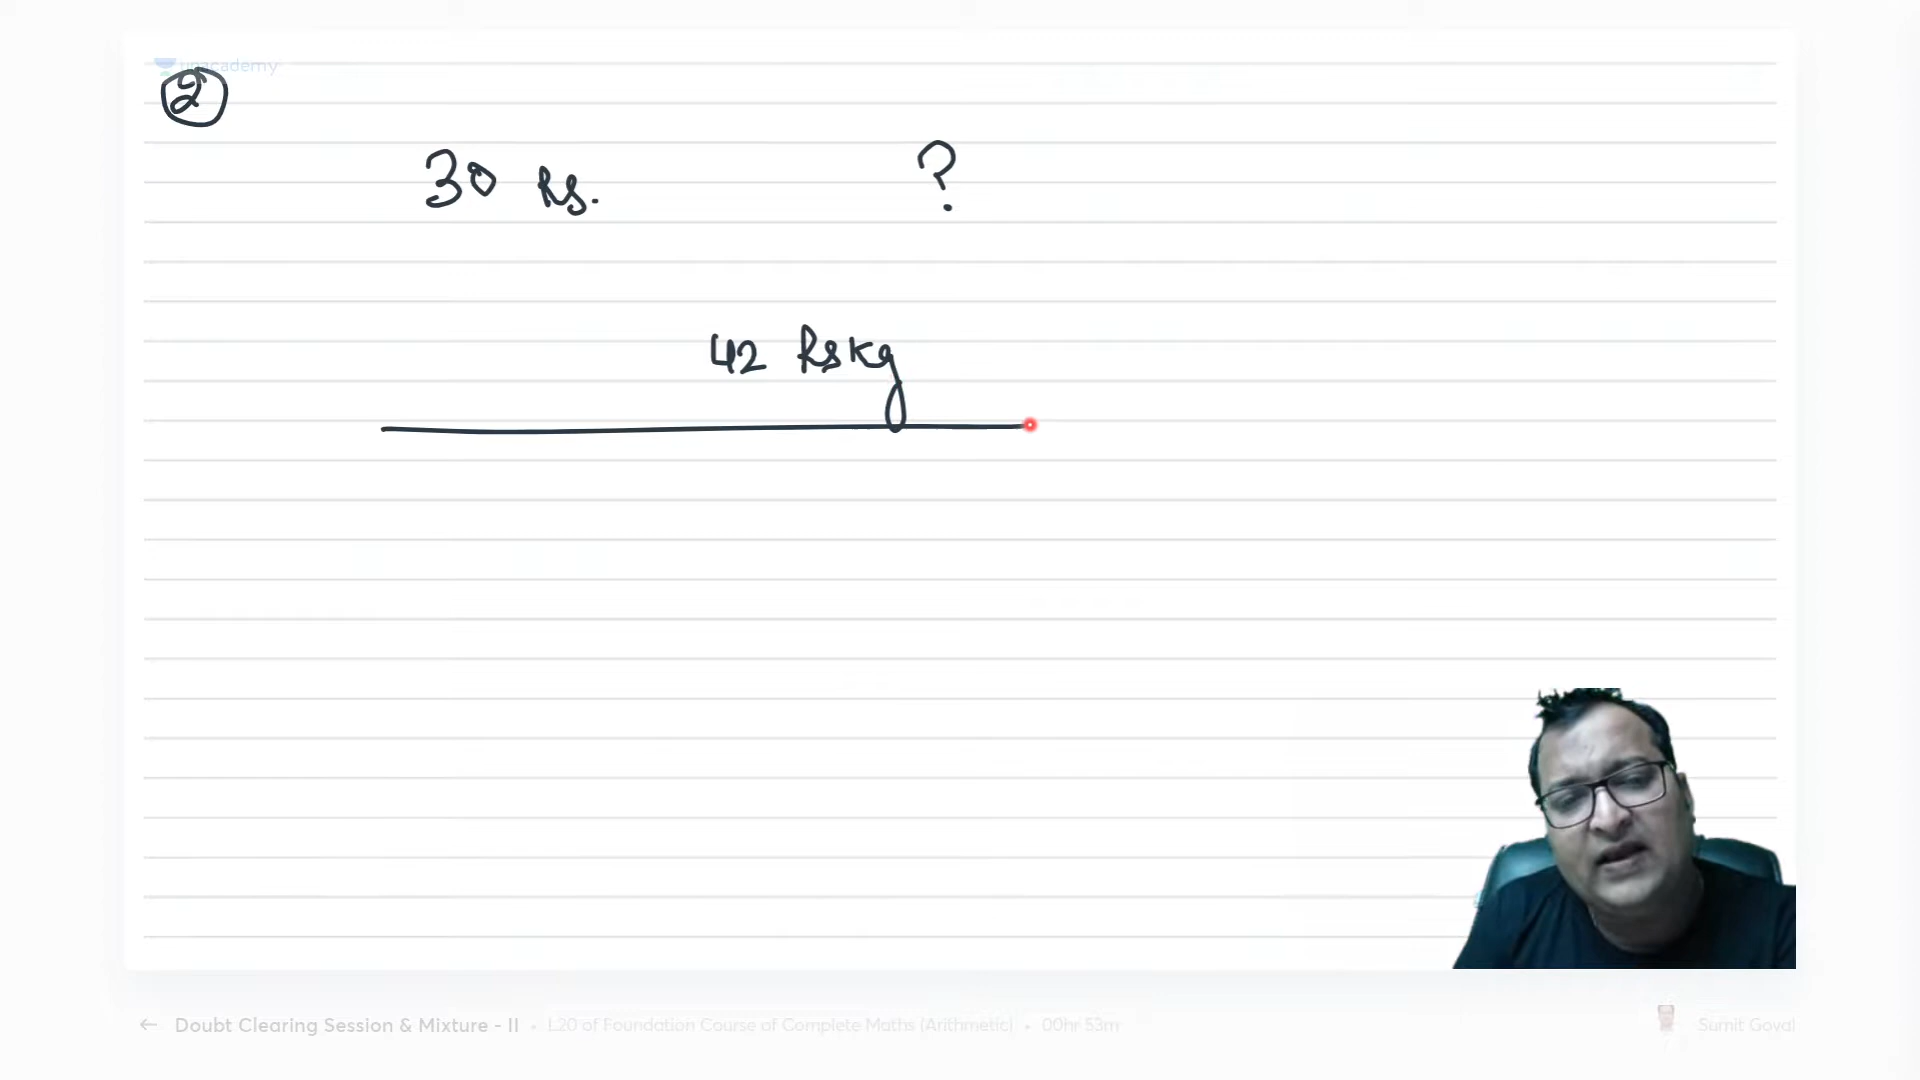 unacademy
2
30 Rs. ?
42 Rs kg
← Doubt Clearing Session & Mixture - II • L20 of Foundation Course of Complete Maths (Arithmetic) • 00hr 53m Sumit Goyal